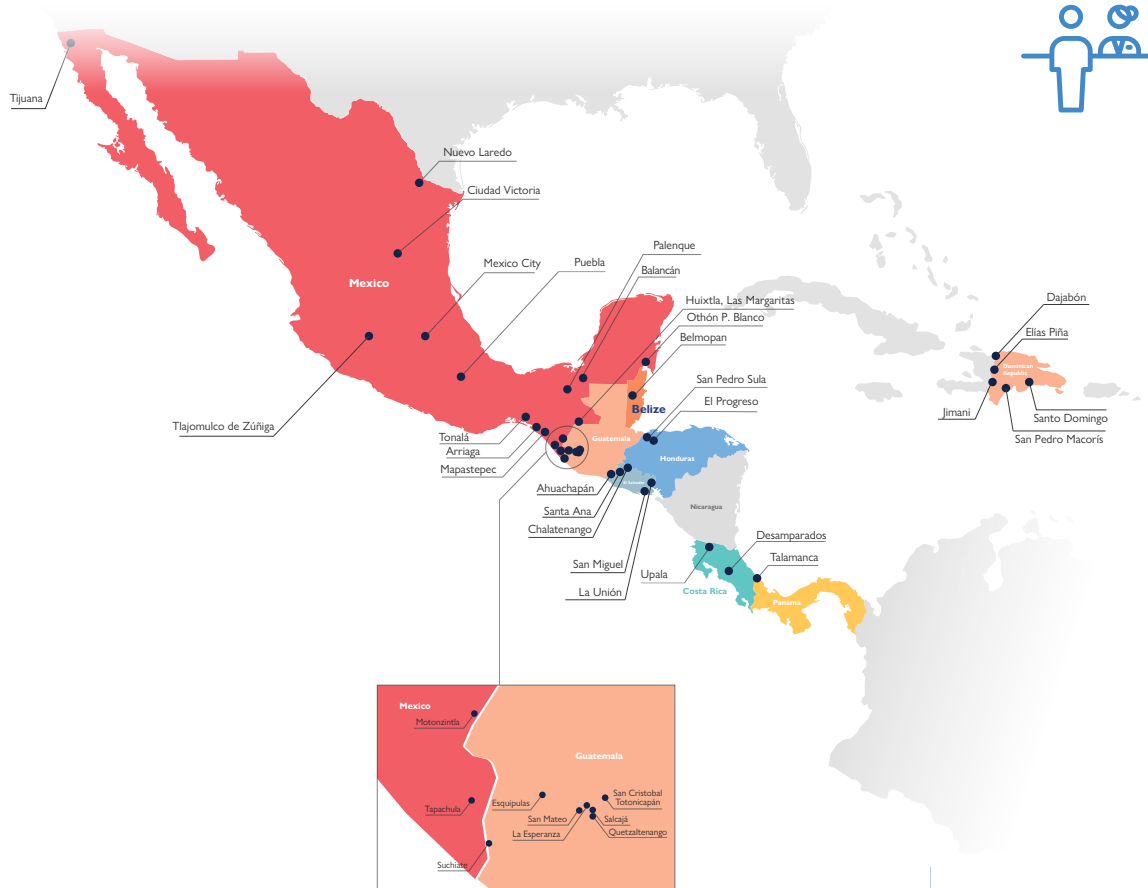 Tijuana
Nuevo Laredo
Ciudad Victoria
Mexico
Mexico City
Puebla
Palenque
Balancán
Huixtla, Las Margaritas
Othón P. Blanco
Belmopan
Dajabón
Elías Piña
Dominican
Republic
Jimani
Santo Domingo
San Pedro Macorís
San Pedro Sula
El Progreso
Belize
Tlajomulco de Zúñiga
Tonalá
Arriaga
Mapastepec
Guatemala
Honduras
Ahuachapán
El Salvador
Santa Ana
Chalatenango
Nicaragua
San Miguel
La Unión
Upala
Desamparados
Talamanca
Costa Rica
Panama
Mexico
Motonzintla
Guatemala
Tapachula
Esquipulas
San Cristobal
Totonicapán
San Mateo
Salcajá
La Esperanza
Quetzaltenango
Suchiate